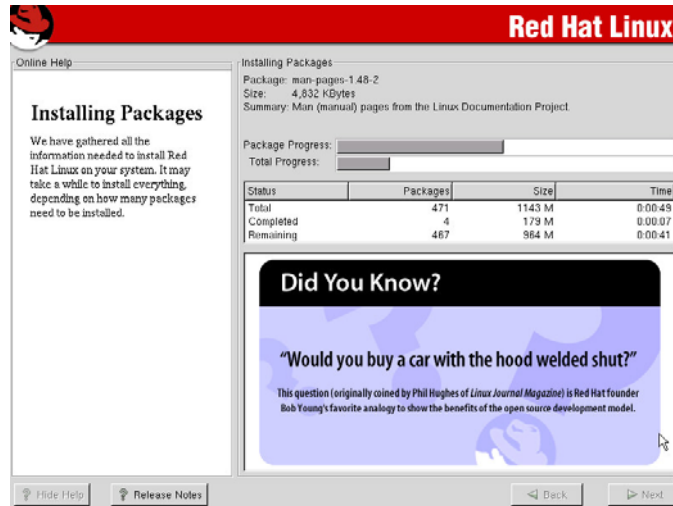 Red Hat Linux
Online Help
Installing Packages
We have gathered all the
information needed to install Red
Hat Linux on your system. It may
take a while to install everything,
depending on how many packages
need to be installed.
Installing Packages
Package: man-pages-1.48-2
Size: 4,832 KBytes
Summary: Man (manual) pages from the Linux Documentation Project.
Package Progress:
Total Progress:
Status Packages Size Time
Total 471 1143 M 0:00:49
Completed 4 179 M 0:00:07
Remaining 467 964 M 0:00:41
Did You Know?
“Would you buy a car with the hood welded shut?”
This question (originally coined by Phil Hughes of Linux Journal Magazine) is Red Hat founder
Bob Young's favorite analogy to show the benefits of the open source development model.
Hide Help
Release Notes
Back
Next